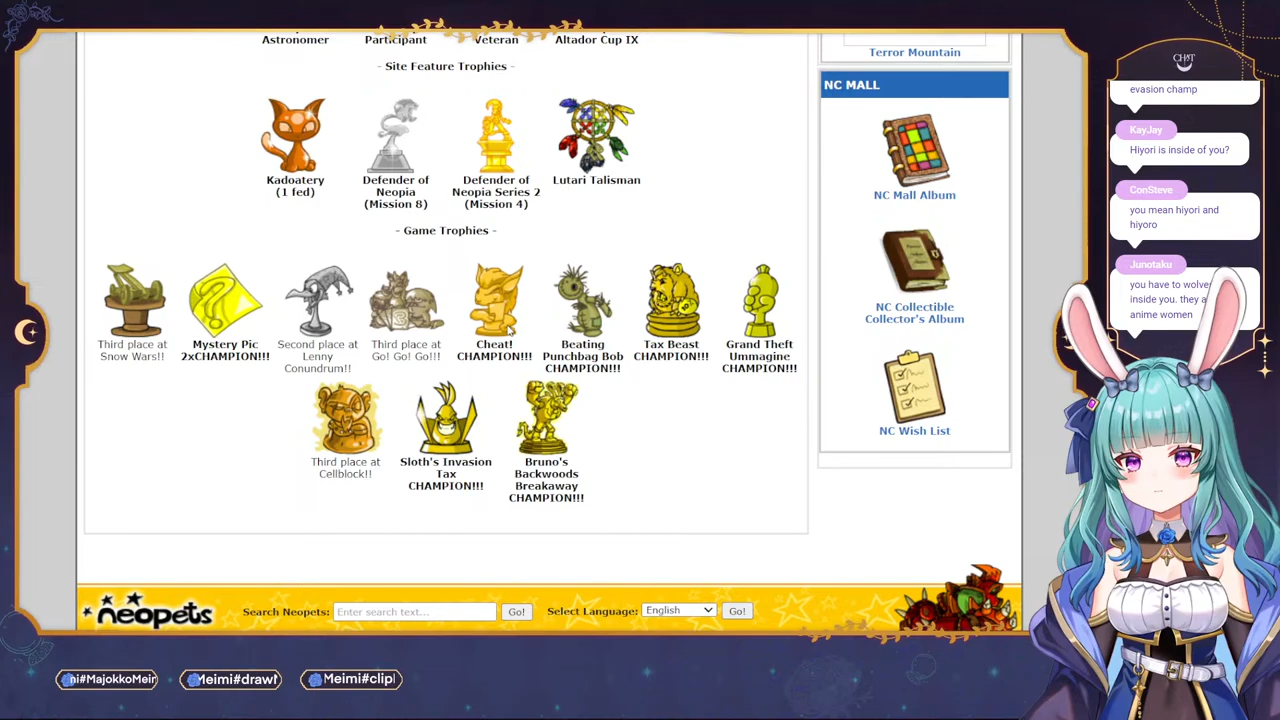 Astronomer
Participant
Veteran
Altador Cup IX
- Site Feature Trophies -
Kadoatery
(1 fed)
Defender of
Neopia
(Mission 8)
Defender of
Neopia Series 2
(Mission 4)
Lutari Talisman
- Game Trophies -
Third place at
Snow Wars!!
Mystery Pic
2xCHAMPION!!!
Second place at
Lenny
Conundrum!!
Third place at
Go! Go! Go!!!
Cheat!
CHAMPION!!!
Beating
Punchbag Bob
CHAMPION!!!
Tax Beast
CHAMPION!!!
Grand Theft
Ummagine
CHAMPION!!!
Third place at
Cellblock!!
Sloth's Invasion
Tax
CHAMPION!!!
Bruno's
Backwoods
Breakaway
CHAMPION!!!
Terror Mountain
NC MALL
NC Mall Album
NC Collectible
Collector's Album
NC Wish List
neopets
Search Neopets:
Enter search text...
Go!
Select Language:
English
Go!
CHAT
evasion champ
KayJay
Hiyori is inside of you?
ConSteve
you mean hiyori and
hiyoro
Junotaku
you have to wolves
inside you. they a
anime women
ni#MajokkoMeir
Meimi#drawf
Meimi#clip